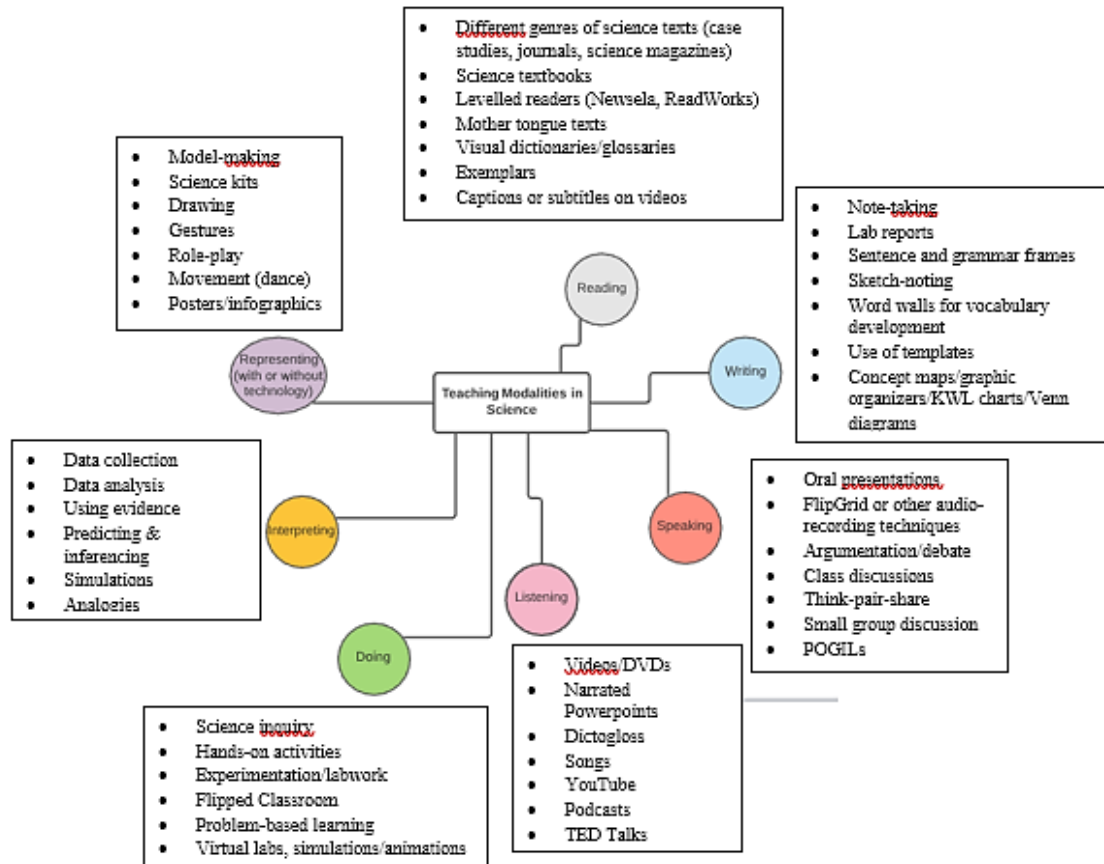 • Different genres of science texts (case
studies, journals, science magazines)
• Science textbooks
• Levelled readers (Newsela, ReadWorks)
• Mother tongue texts
• Visual dictionaries/glossaries
• Exemplars
• Captions or subtitles on videos
• Model-making
• Science kits
• Drawing
• Gestures
• Role-play
• Movement (dance)
• Posters/infographics
• Note-taking
• Lab reports
• Sentence and grammar frames
• Sketch-noting
• Word walls for vocabulary
development
• Use of templates
• Concept maps/graphic
organizers/KWL charts/Venn
diagrams
Reading
Representing
(with or without
technology)
Writing
Teaching Modalities in
Science
• Data collection
• Data analysis
• Using evidence
• Predicting &
inferencing
• Simulations
• Analogies
Interpreting
Speaking
• Oral presentations
• FlipGrid or other audio-
recording techniques
• Argumentation/debate
• Class discussions
• Think-pair-share
• Small group discussion
• POGILs
Listening
Doing
• Videos/DVDs
• Narrated
Powerpoints
• Dictogloss
• Songs
• YouTube
• Podcasts
• TED Talks
• Science inquiry
• Hands-on activities
• Experimentation/labwork
• Flipped Classroom
• Problem-based learning
• Virtual labs, simulations/animations